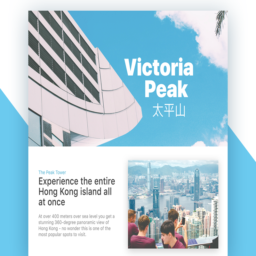 Victoria
Peak
太平山
The Peak Tower
Experience the entire
Hong Kong island all
at once
At over 400 meters over sea level you get a
stunning 360-degree panoramic view of
Hong Kong - no wonder this is one of the
most popular spots to visit.